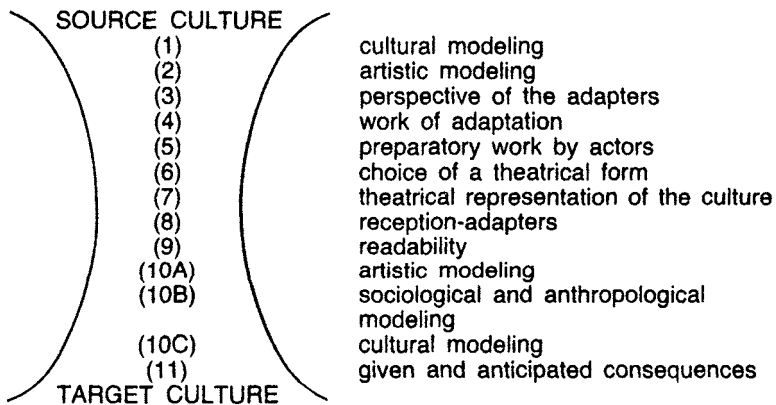 SOURCE CULTURE
(1) cultural modeling
(2) artistic modeling
(3) perspective of the adapters
(4) work of adaptation
(5) preparatory work by actors
(6) choice of a theatrical form
(7) theatrical representation of the culture
(8) reception-adapters
(9) readability
(10A) artistic modeling
(10B) sociological and anthropological
modeling
(10C) cultural modeling
(11) given and anticipated consequences
TARGET CULTURE